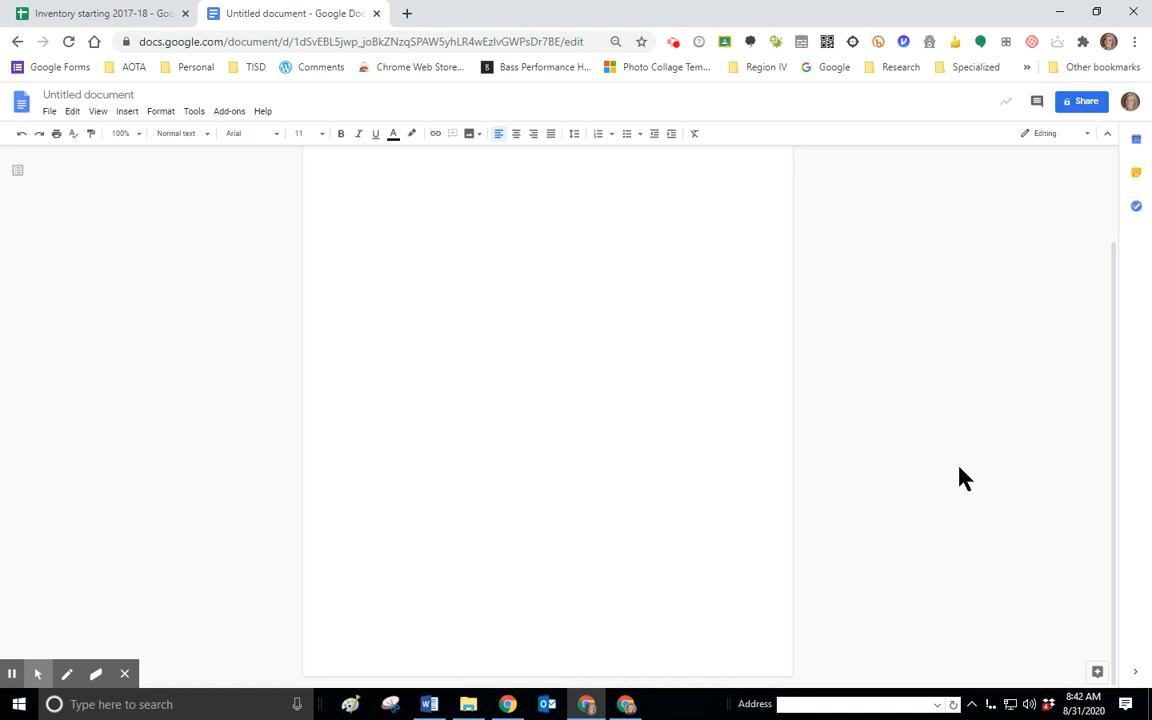 Inventory starting 2017-18 - Goo
Untitled document - Google Doc
docs.google.com/document/d/1dSvEBL5jwp_joBkZNzqSPAW5yhLR4wEzlvGWPsDr7BE/edit
Google Forms AOTA Personal TISD Comments Chrome Web Store... Bass Performance H... Photo Collage Tem... Region IV Google Research Specialized » Other bookmarks
Untitled document
File Edit View Insert Format Tools Add-ons Help
Share
100% Normal text Arial 11 B I U A Editing
Type here to search
Address
8:42 AM
8/31/2020